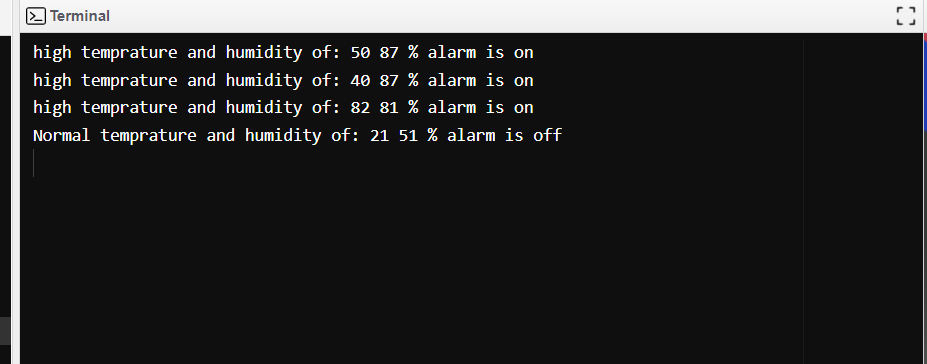 Terminal
high temprature and humidity of: 50 87 % alarm is on
high temprature and humidity of: 40 87 % alarm is on
high temprature and humidity of: 82 81 % alarm is on
Normal temprature and humidity of: 21 51 % alarm is off